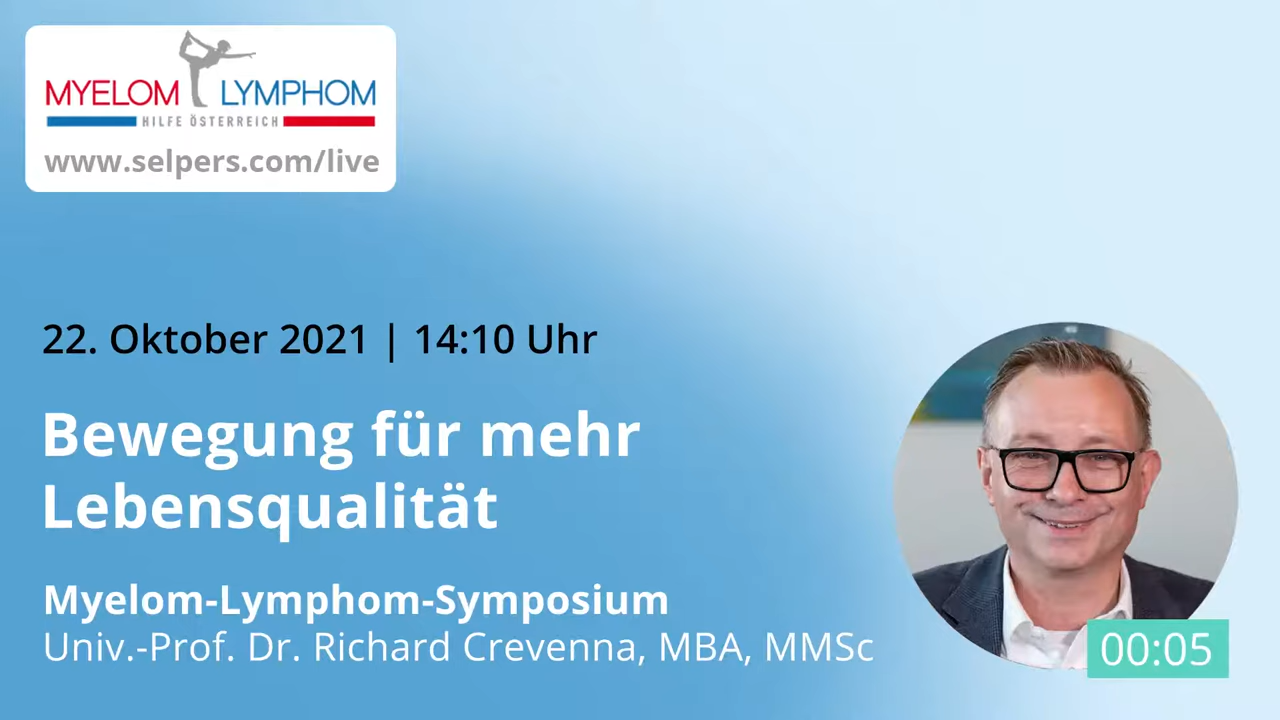 MYELOM LYMPHOM
HILFE ÖSTERREICH
www.selpers.com/live
22. Oktober 2021 | 14:10 Uhr
Bewegung für mehr
Lebensqualität
Myelom-Lymphom-Symposium
Univ.-Prof. Dr. Richard Crevenna, MBA, MMSc
00:05